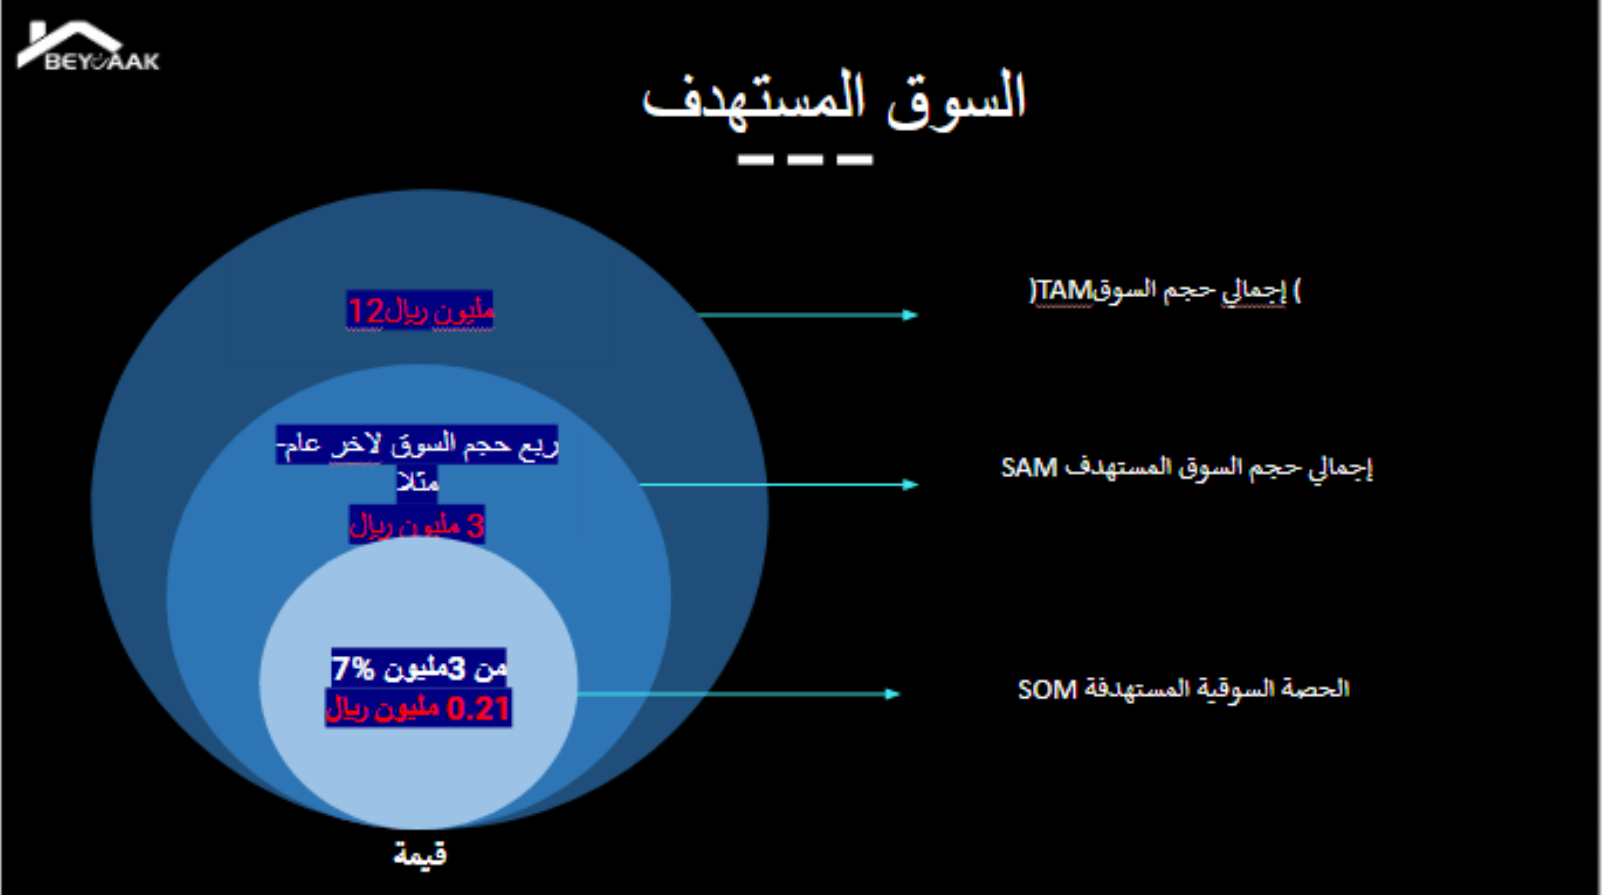 BEYتAAK
السوق المستهدف
12مليون ريال
) إجمالي حجم السوقTAM(
ربع حجم السوق لاخر عام-
مثلا
3 مليون ريال
إجمالي حجم السوق المستهدف SAM
من 3مليون 7%
0.21 مليون ريال
الحصة السوقية المستهدفة SOM
قيمة